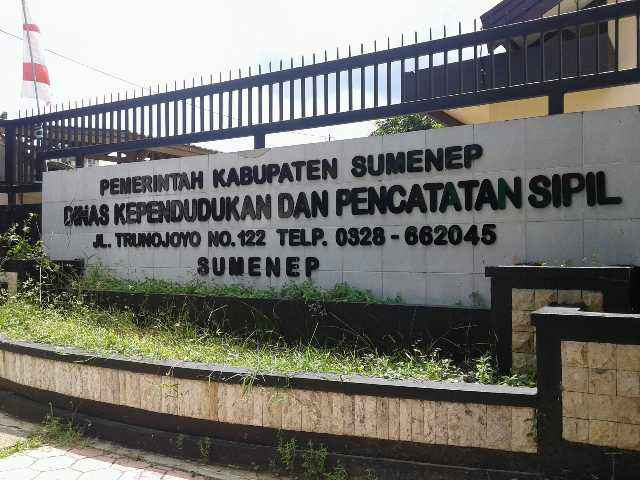 PEMERINTAH KABUPATEN SUMENEP
DINAS KEPENDUDUKAN DAN PENCATATAN SIPIL
JL. TRUNOJOYO NO. 122 TELP. 0328 - 662045
SUMENEP